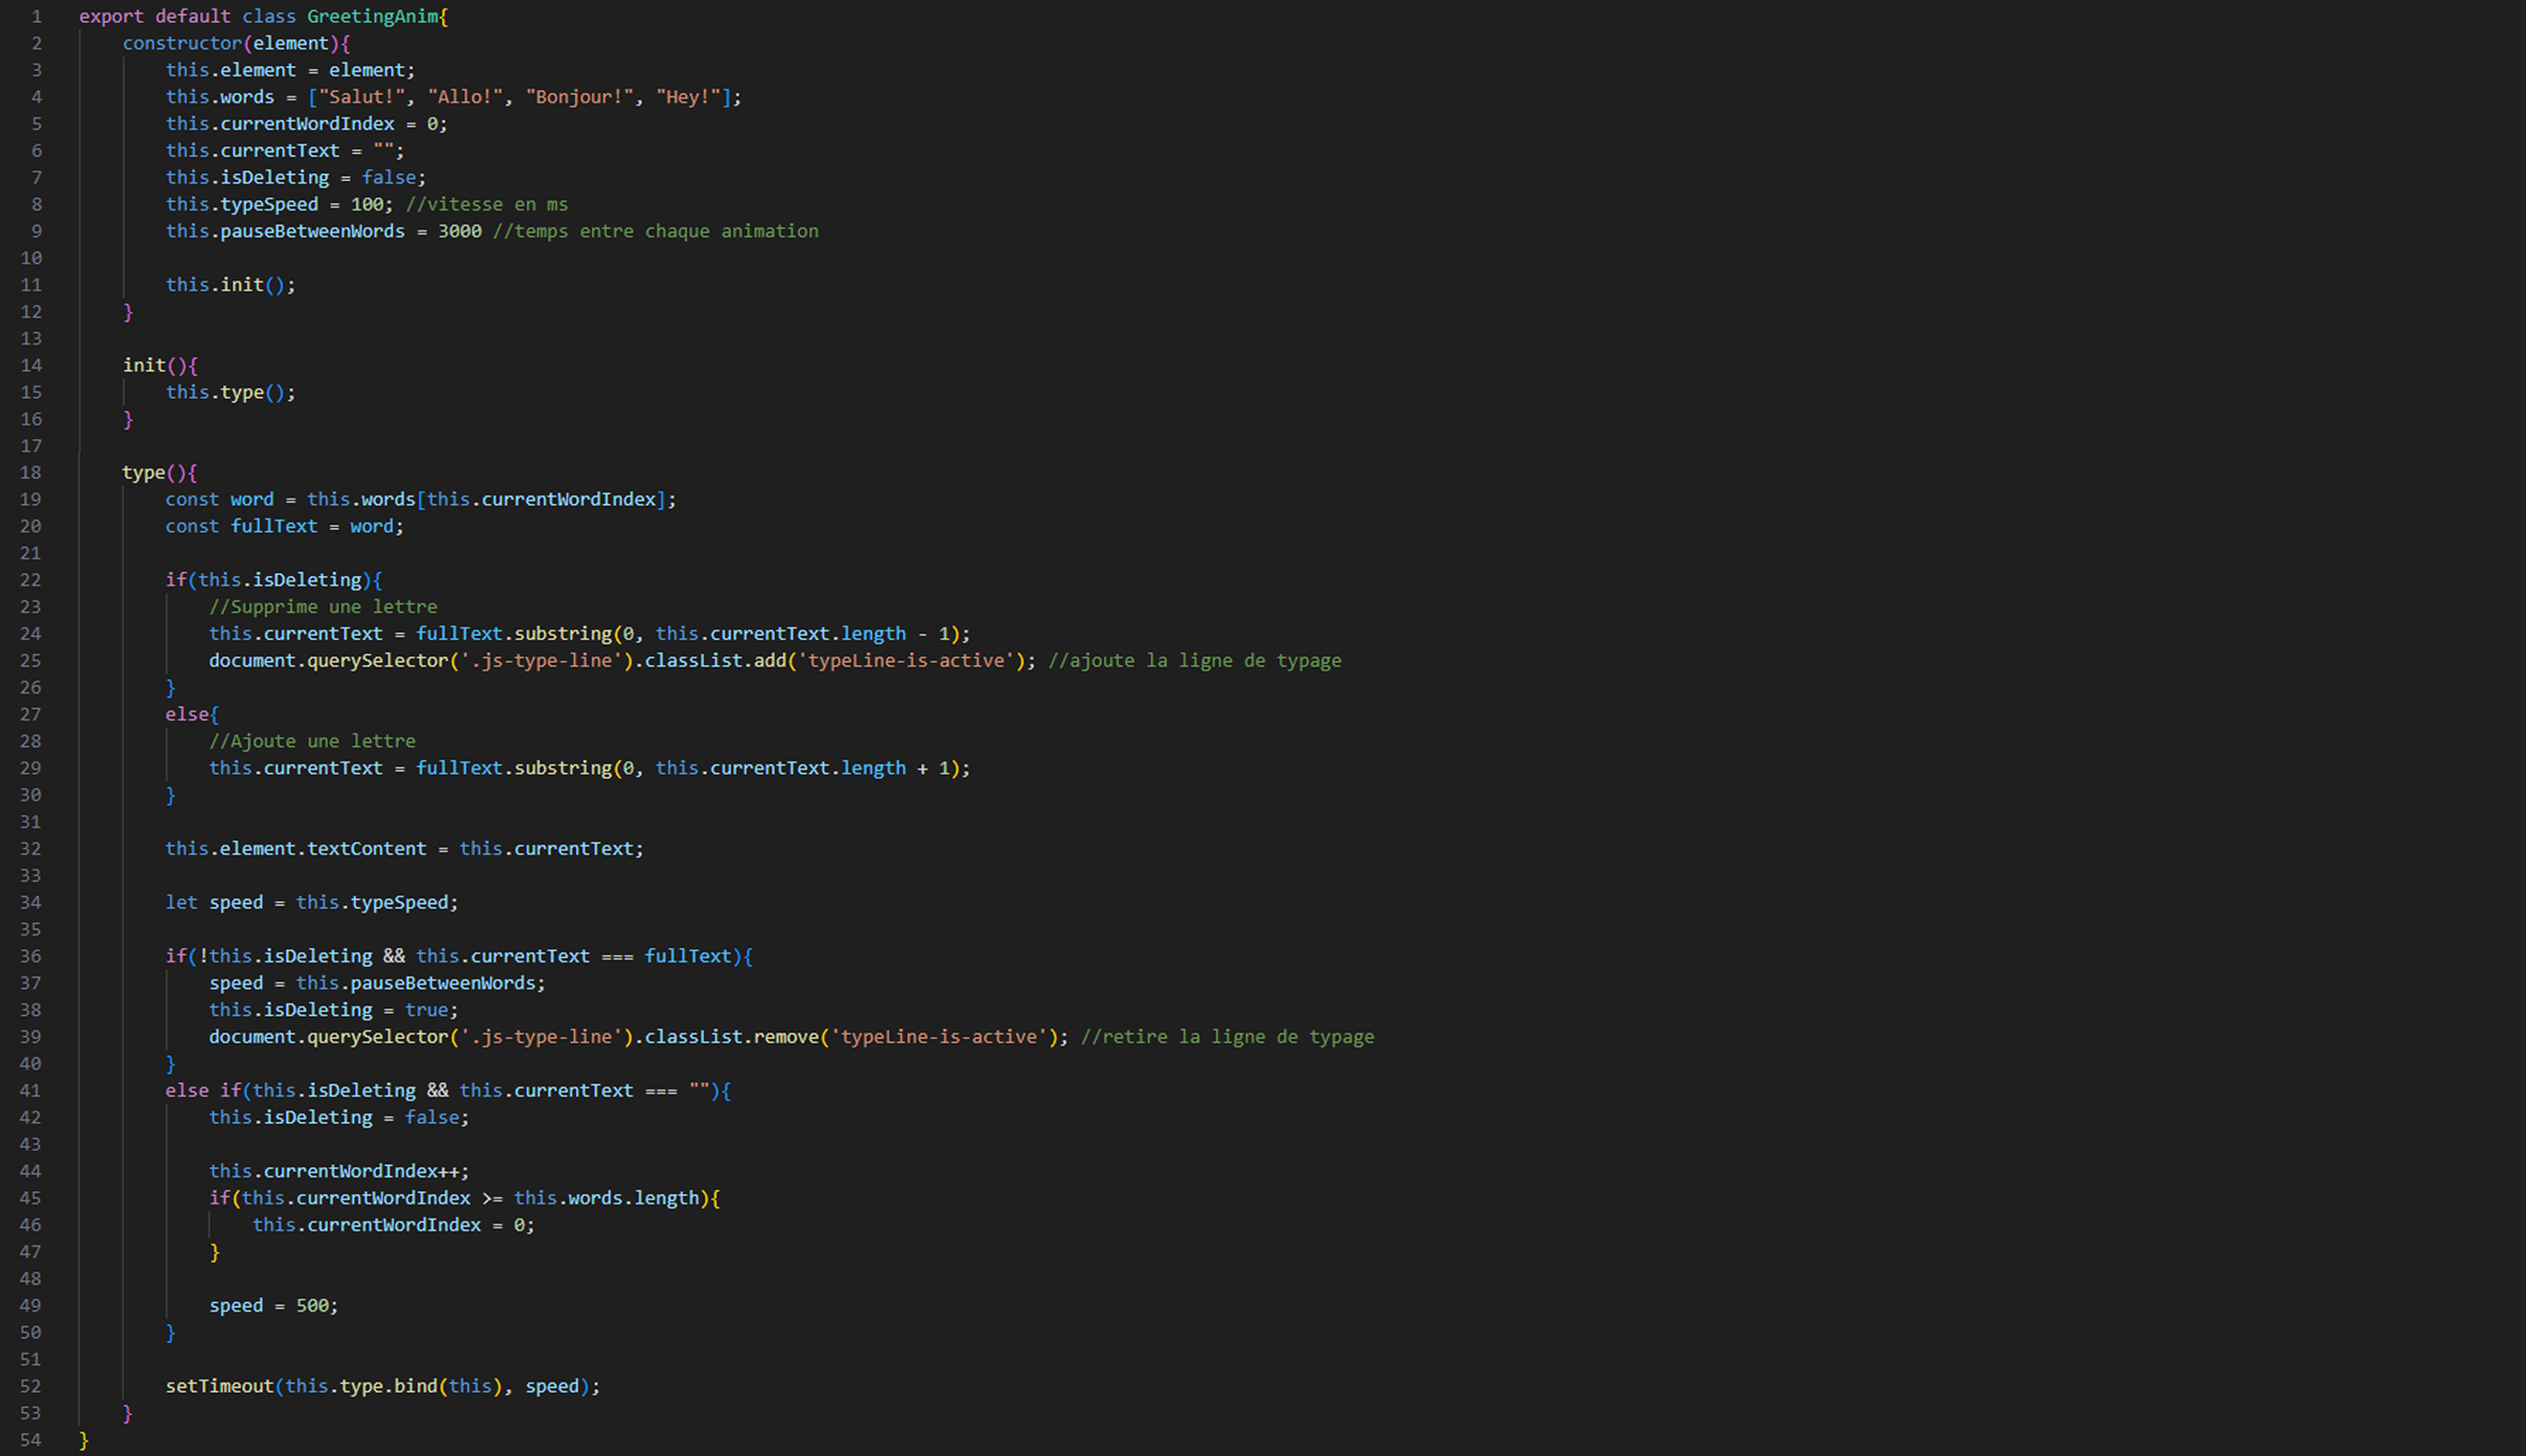 1 export default class GreetingAnim{
2 constructor(element){
3 this.element = element;
4 this.words = ["Salut!", "Allo!", "Bonjour!", "Hey!"];
5 this.currentWordIndex = 0;
6 this.currentText = "";
7 this.isDeleting = false;
8 this.typeSpeed = 100; //vitesse en ms
9 this.pauseBetweenWords = 3000 //temps entre chaque animation
10
11 this.init();
12 }
13
14 init(){
15 this.type();
16 }
17
18 type(){
19 const word = this.words[this.currentWordIndex];
20 const fullText = word;
21
22 if(this.isDeleting){
23 //Supprime une lettre
24 this.currentText = fullText.substring(0, this.currentText.length - 1);
25 document.querySelector('.js-type-line').classList.add('typeLine-is-active'); //ajoute la ligne de typage
26 }
27 else{
28 //Ajoute une lettre
29 this.currentText = fullText.substring(0, this.currentText.length + 1);
30 }
31
32 this.element.textContent = this.currentText;
33
34 let speed = this.typeSpeed;
35
36 if(!this.isDeleting && this.currentText === fullText){
37 speed = this.pauseBetweenWords;
38 this.isDeleting = true;
39 document.querySelector('.js-type-line').classList.remove('typeLine-is-active'); //retire la ligne de typage
40 }
41 else if(this.isDeleting && this.currentText === ""){
42 this.isDeleting = false;
43
44 this.currentWordIndex++;
45 if(this.currentWordIndex >= this.words.length){
46 this.currentWordIndex = 0;
47 }
48
49 speed = 500;
50 }
51
52 setTimeout(this.type.bind(this), speed);
53 }
54 }